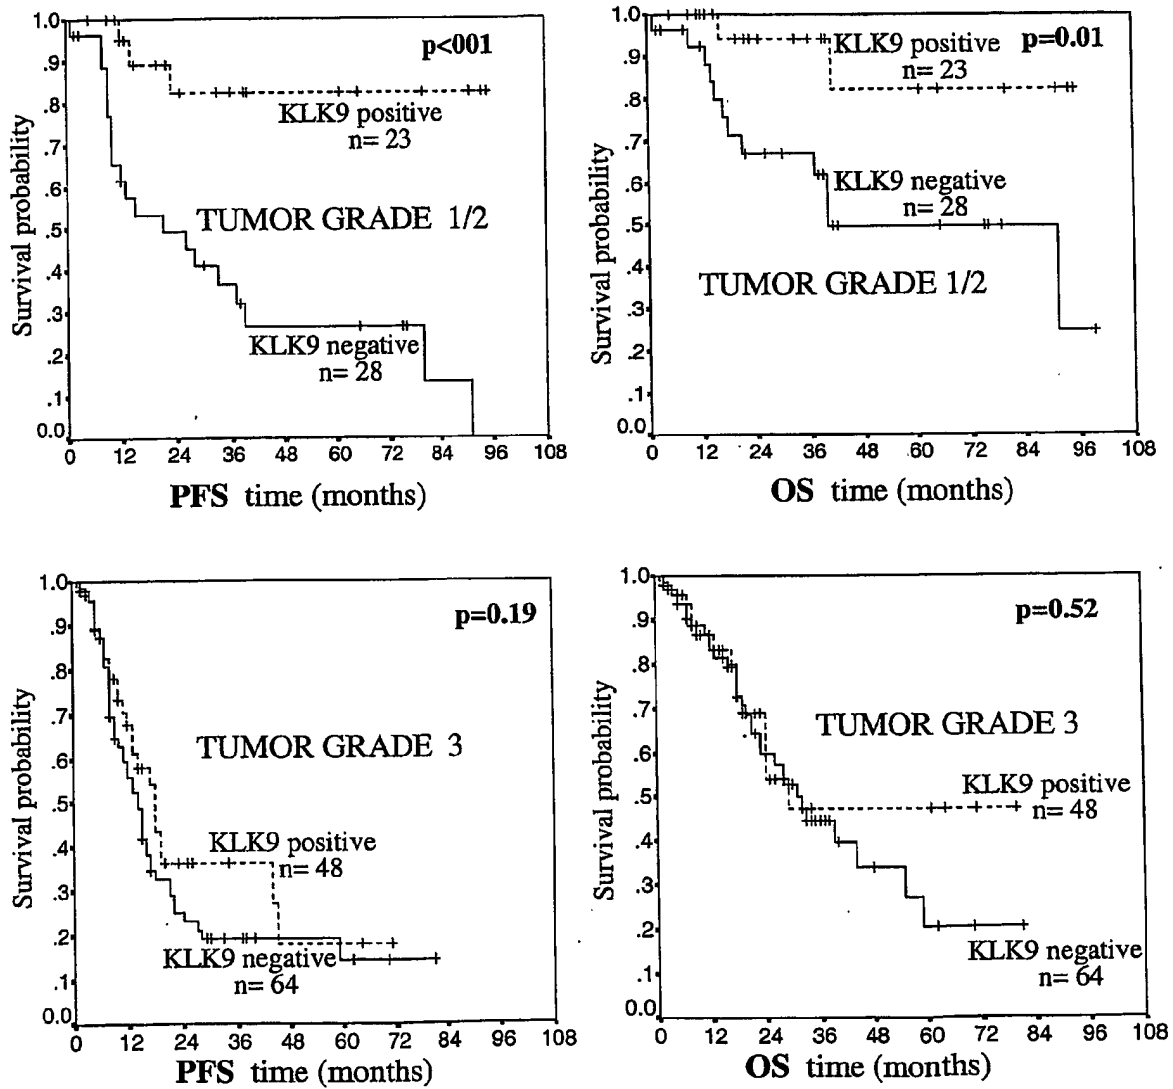 1.0
.9
.8
.7
.6
.5
.4
.3
.2
.1
0.0
Survival probability
p<001
KLK9 positive
n= 23
TUMOR GRADE 1/2
KLK9 negative
n= 28
0 12 24 36 48 60 72 84 96 108
PFS time (months)
1.0
.9
.8
.7
.6
.5
.4
.3
.2
.1
0.0
Survival probability
KLK9 positive
n= 23
p=0.01
KLK9 negative
n= 28
TUMOR GRADE 1/2
0 12 24 36 48 60 72 84 96 108
OS time (months)
1.0
.9
.8
.7
.6
.5
.4
.3
.2
.1
0.0
Survival probability
p=0.19
TUMOR GRADE 3
KLK9 positive
n= 48
KLK9 negative
n= 64
0 12 24 36 48 60 72 84 96 108
PFS time (months)
1.0
.9
.8
.7
.6
.5
.4
.3
.2
.1
0.0
Survival probability
p=0.52
TUMOR GRADE 3
KLK9 positive
n= 48
KLK9 negative
n= 64
0 12 24 36 48 60 72 84 96 108
OS time (months)